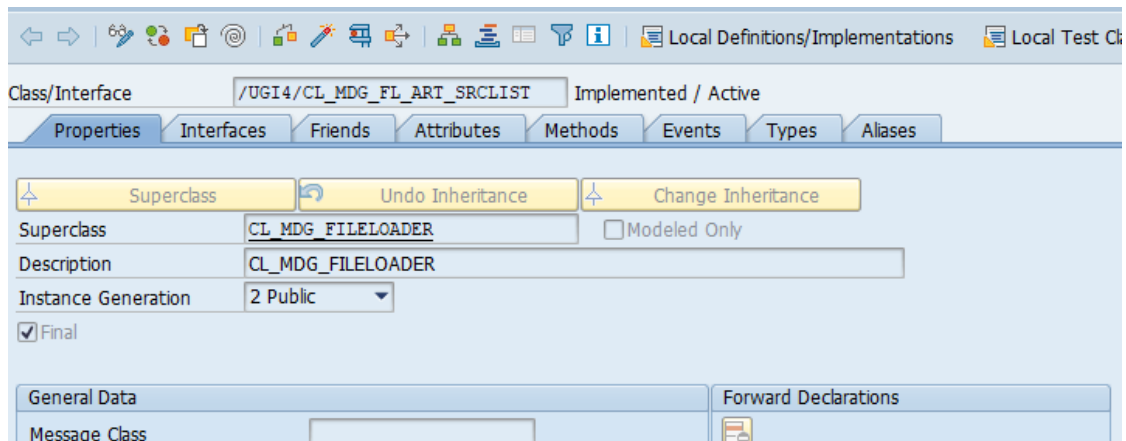 Local Definitions/Implementations Local Test Cl
Class/Interface /UGI4/CL_MDG_FL_ART_SRCLIST Implemented / Active
Properties Interfaces Friends Attributes Methods Events Types Aliases
Superclass Undo Inheritance Change Inheritance
Superclass CL_MDG_FILELOADER Modeled Only
Description CL_MDG_FILELOADER
Instance Generation 2 Public
Final
General Data Forward Declarations
Message Class